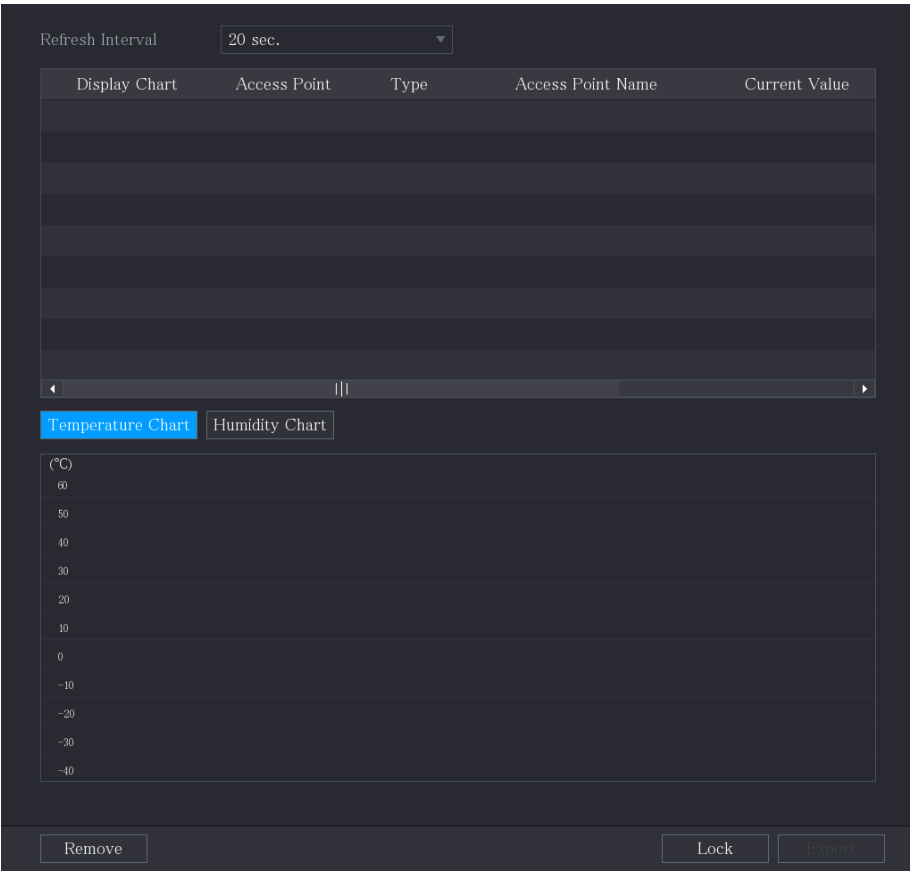 Refresh Interval 20 sec.
Display Chart Access Point Type Access Point Name Current Value
Temperature Chart Humidity Chart
(°C)
60
50
40
30
20
10
0
-10
-20
-30
-40
Remove Lock Export